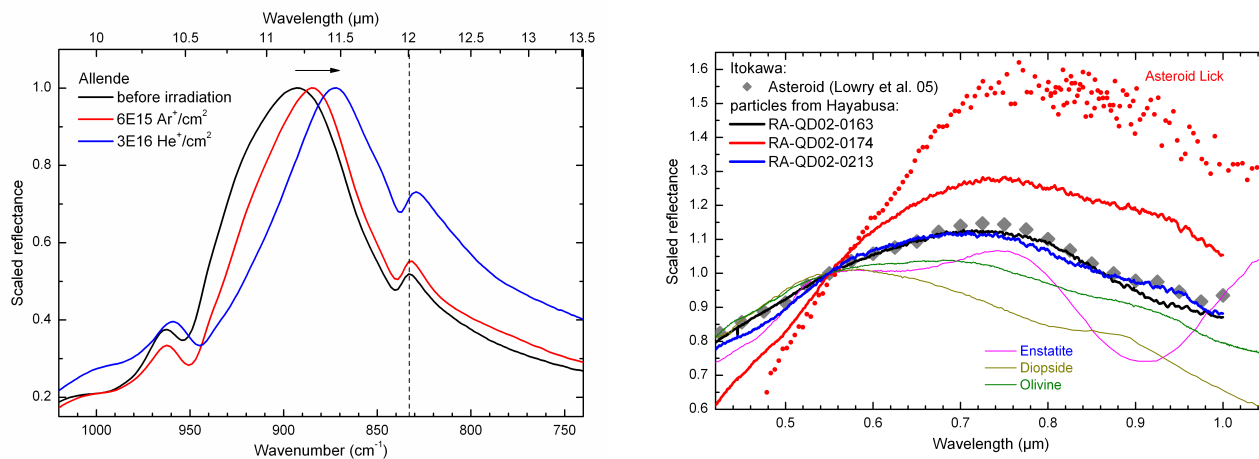 Wavelength (μm)
10 10.5 11 11.5 12 12.5 13 13.5
Allende
before irradiation
6E15 Ar⁺/cm²
3E16 He⁺/cm²
Scaled reflectance
1.0
0.8
0.6
0.4
0.2
1000 950 900 850 800 750
Wavenumber (cm⁻¹)
Itokawa:
Asteroid (Lowry et al. 05)
particles from Hayabusa:
RA-QD02-0163
RA-QD02-0174
RA-QD02-0213
Asteroid Lick
Scaled reflectance
1.6
1.5
1.4
1.3
1.2
1.1
1.0
0.9
0.8
0.7
0.6
Enstatite
Diopside
Olivine
0.5 0.6 0.7 0.8 0.9 1.0
Wavelength (μm)